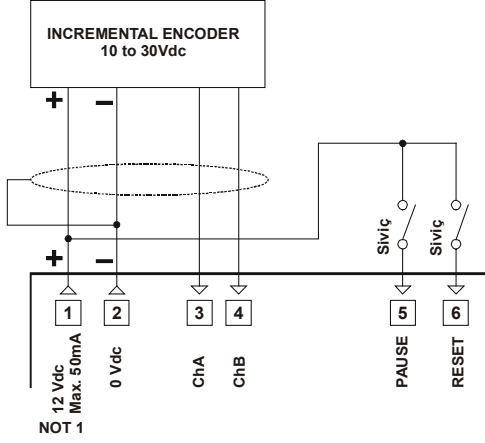 INCREMENTAL ENCODER
10 to 30Vdc
+ −
Siviç Siviç
+ −
1 2 3 4 5 6
12 Vdc
Max. 50mA
0 Vdc
ChA
ChB
PAUSE
RESET
NOT 1